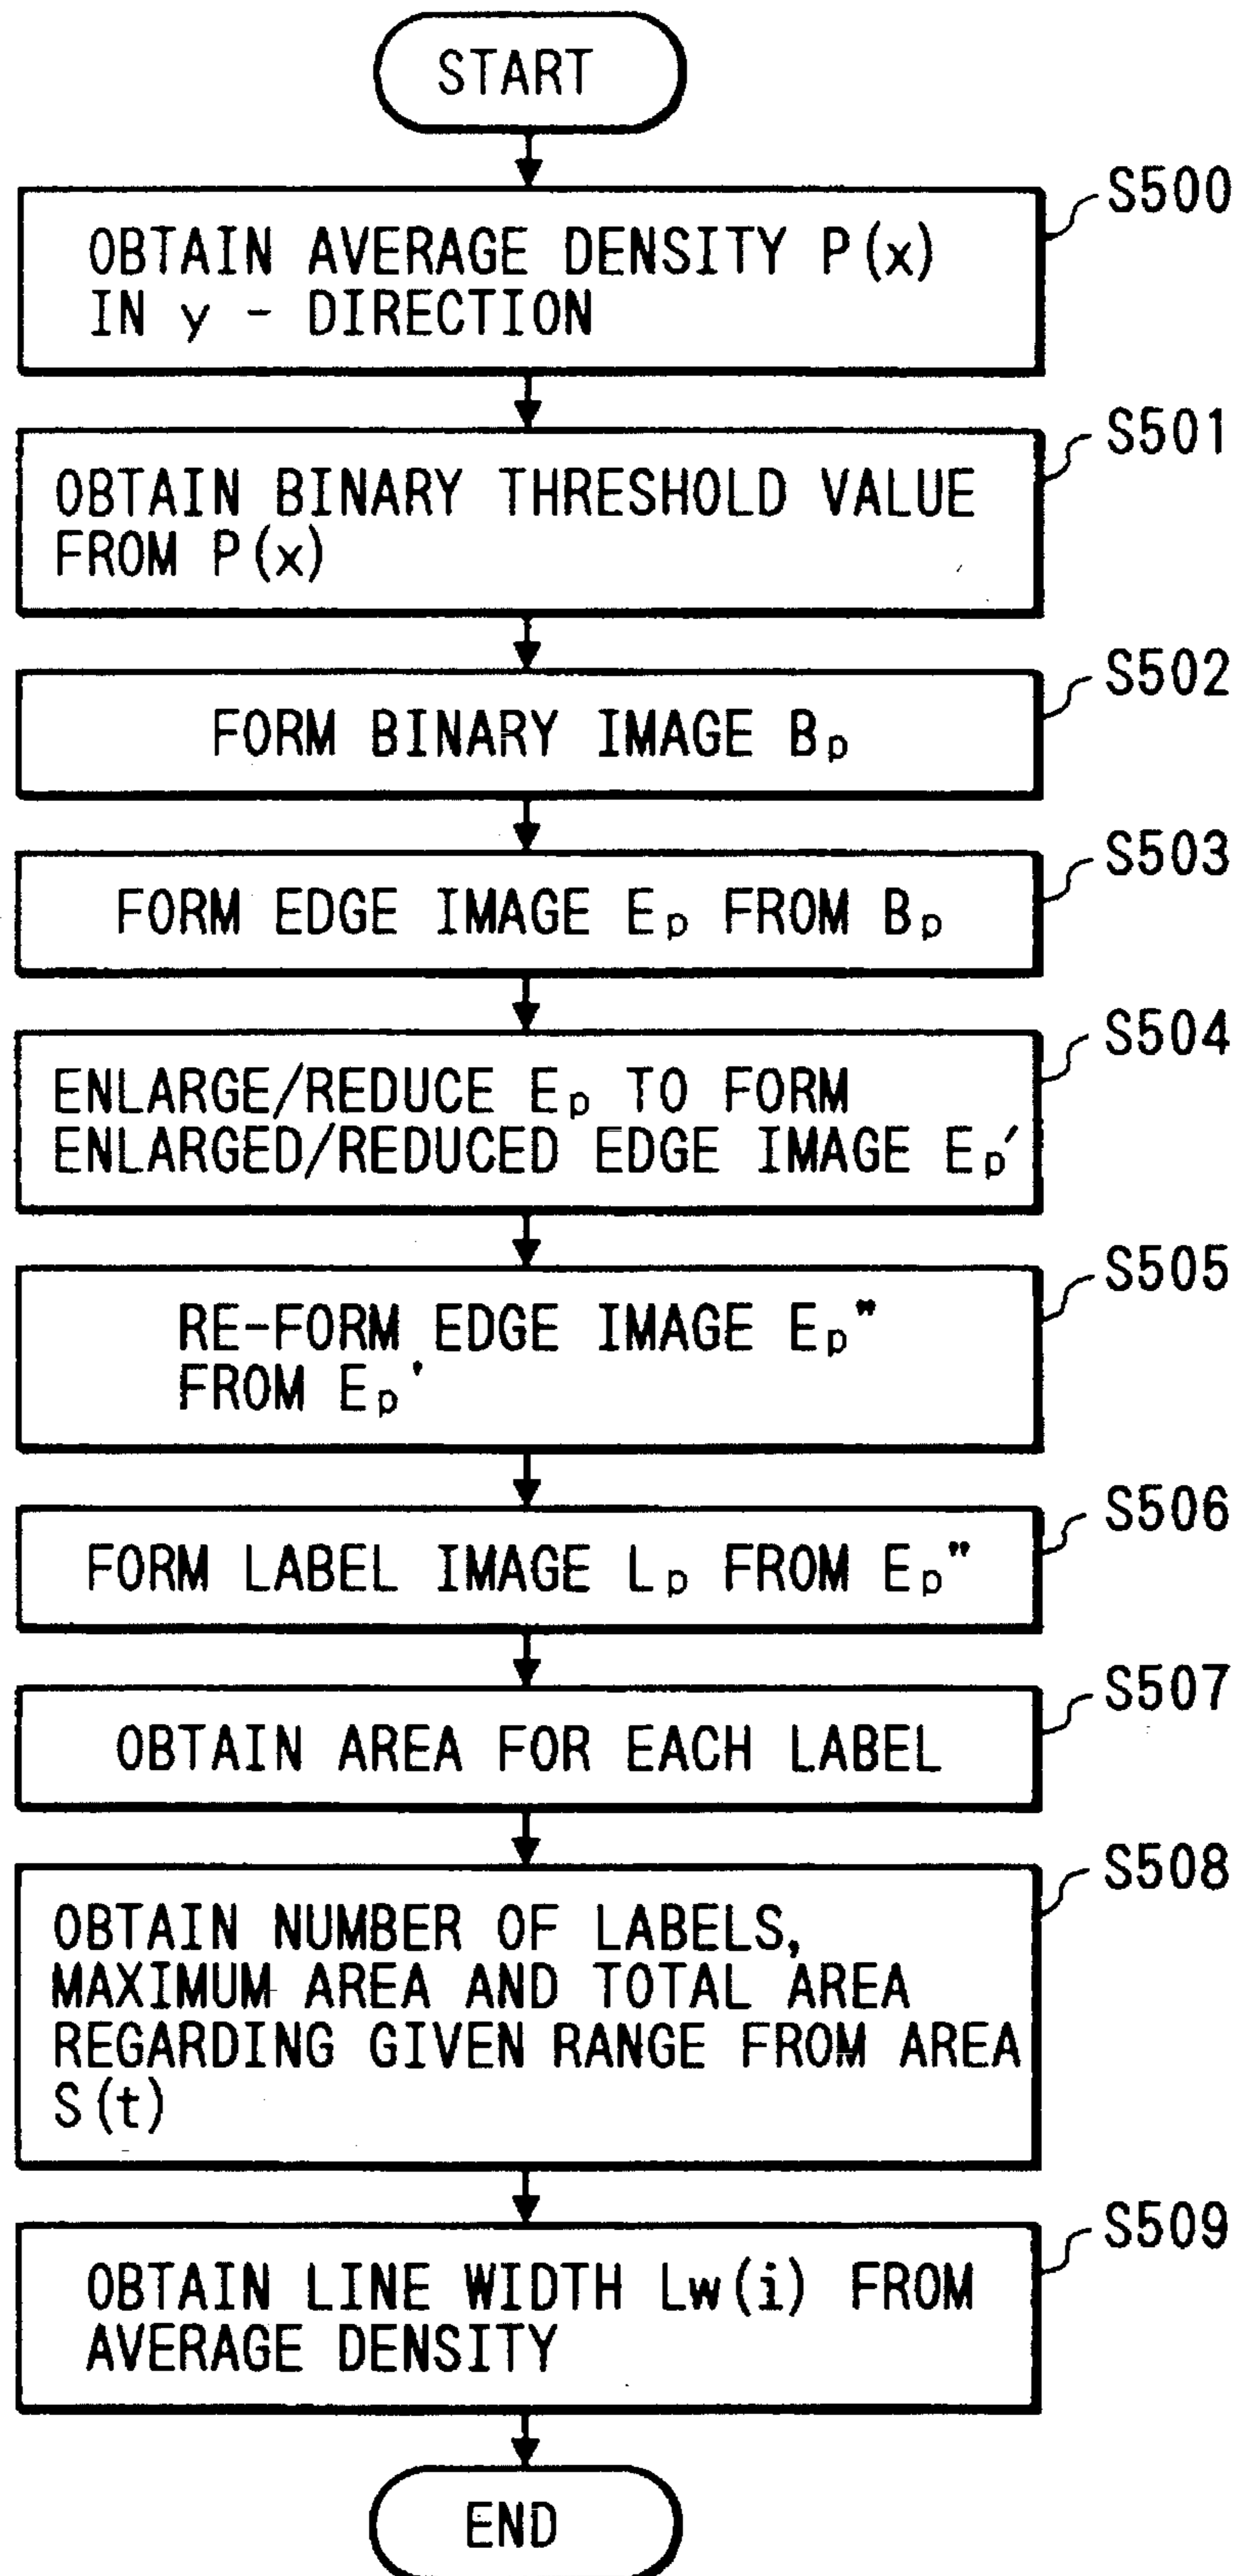 START
S500
OBTAIN AVERAGE DENSITY P(x)
IN y - DIRECTION
S501
OBTAIN BINARY THRESHOLD VALUE
FROM P(x)
S502
FORM BINARY IMAGE Bp
S503
FORM EDGE IMAGE Ep FROM Bp
S504
ENLARGE/REDUCE Ep TO FORM
ENLARGED/REDUCED EDGE IMAGE Ep'
S505
RE-FORM EDGE IMAGE Ep"
FROM Ep'
S506
FORM LABEL IMAGE Lp FROM Ep"
S507
OBTAIN AREA FOR EACH LABEL
S508
OBTAIN NUMBER OF LABELS,
MAXIMUM AREA AND TOTAL AREA
REGARDING GIVEN RANGE FROM AREA
S(t)
S509
OBTAIN LINE WIDTH Lw(i) FROM
AVERAGE DENSITY
END